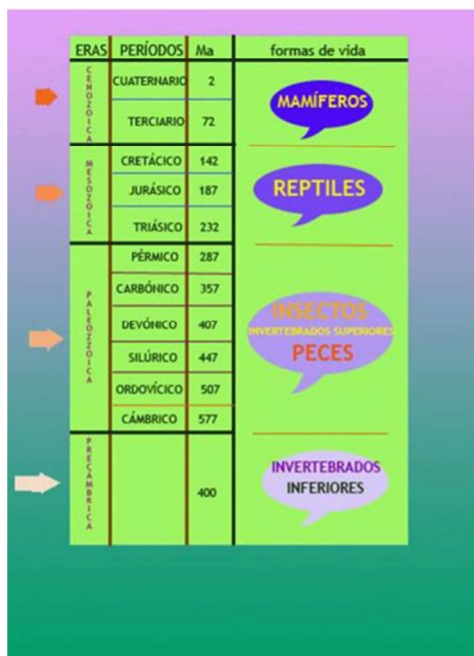 ERAS PERÍODOS Ma formas de vida
CENOZOICA
CUATERNARIO 2
TERCIARIO 72
MAMÍFEROS
MESOZOICA
CRETÁCICO 142
JURÁSICO 187
TRIÁSICO 232
REPTILES
PALEOZZOICA
PÉRMICO 287
CARBÓNICO 357
DEVÓNICO 407
SILÚRICO 447
ORDOVÍCICO 507
CÁMBRICO 577
INSECTOS
INVERTEBRADOS SUPERIORES
PECES
PRECAMBRICA
400
INVERTEBRADOS
INFERIORES